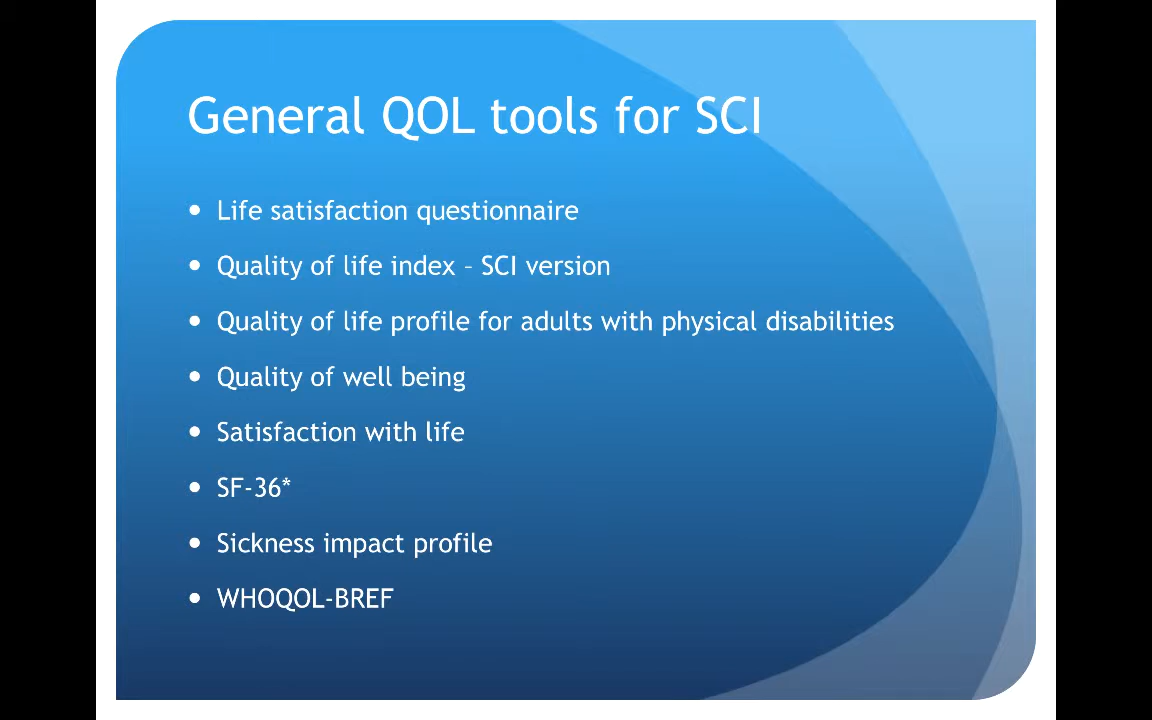 General QOL tools for SCI
• Life satisfaction questionnaire
• Quality of life index – SCI version
• Quality of life profile for adults with physical disabilities
• Quality of well being
• Satisfaction with life
• SF-36*
• Sickness impact profile
• WHOQOL-BREF